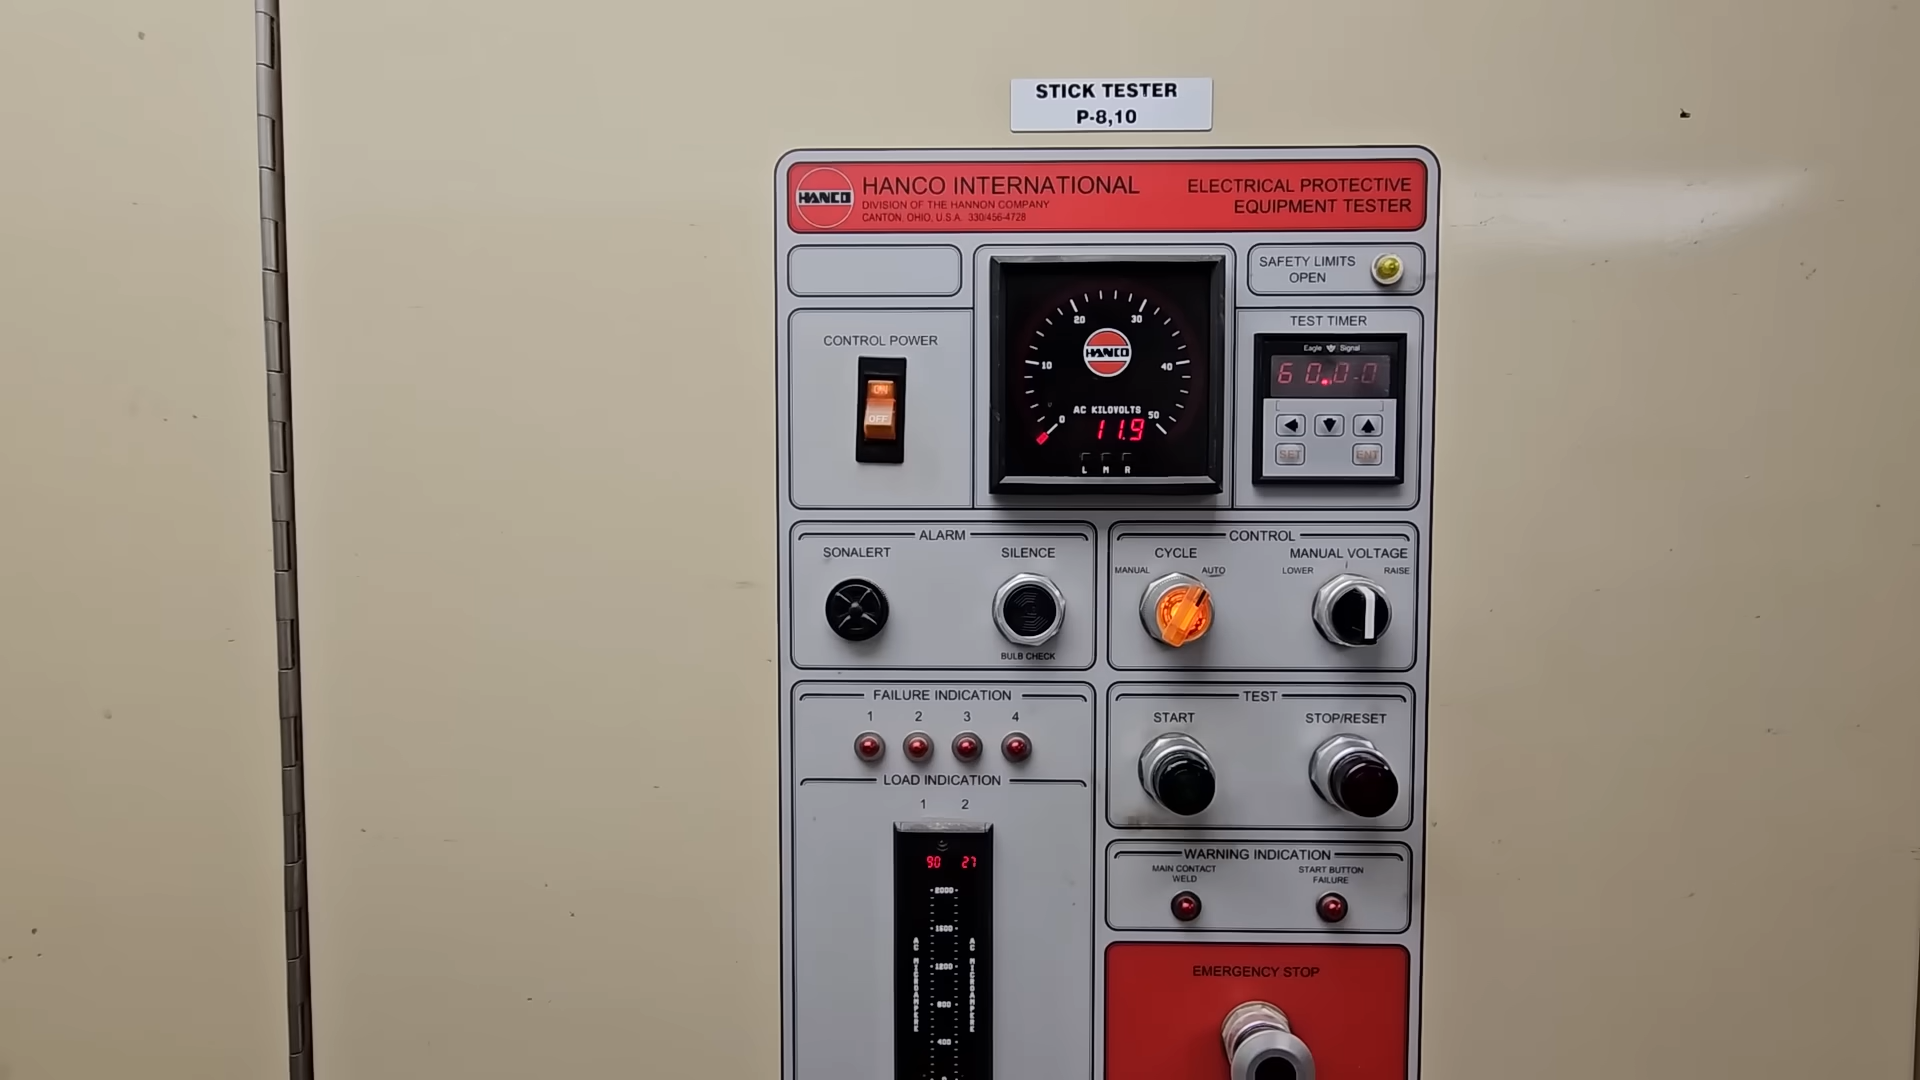 STICK TESTER
P-8,10
HANCO
HANCO INTERNATIONAL
DIVISION OF THE HANNON COMPANY
CANTON, OHIO, U.S.A. 330/456-4728
ELECTRICAL PROTECTIVE
EQUIPMENT TESTER
SAFETY LIMITS
OPEN
CONTROL POWER
ON
OFF
20
30
HANCO
10
40
AC KILOVOLTS
0
50
11.9
L M R
TEST TIMER
Eagle Signal
60.0-0
SET
ENT
ALARM
SONALERT
SILENCE
BULB CHECK
CONTROL
CYCLE
MANUAL
AUTO
MANUAL VOLTAGE
LOWER
RAISE
FAILURE INDICATION
1 2 3 4
LOAD INDICATION
1 2
90 27
2000
1600
1200
800
400
0
AC MICROAMPERE
AC MICROAMPERE
TEST
START
STOP/RESET
WARNING INDICATION
MAIN CONTACT
WELD
START BUTTON
FAILURE
EMERGENCY STOP